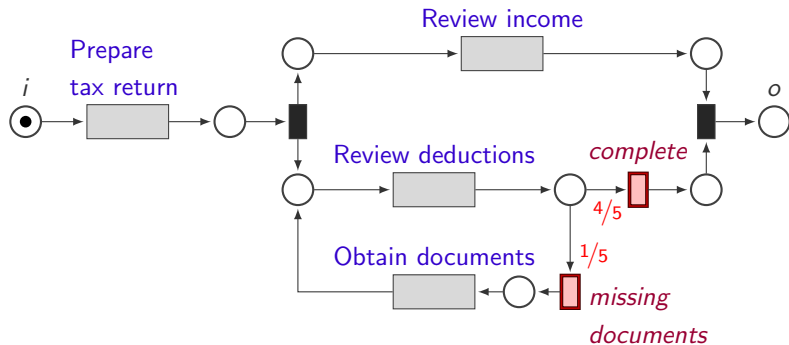 Review income
Prepare
tax return
i
o
Review deductions
complete
4/5
1/5
Obtain documents
missing
documents